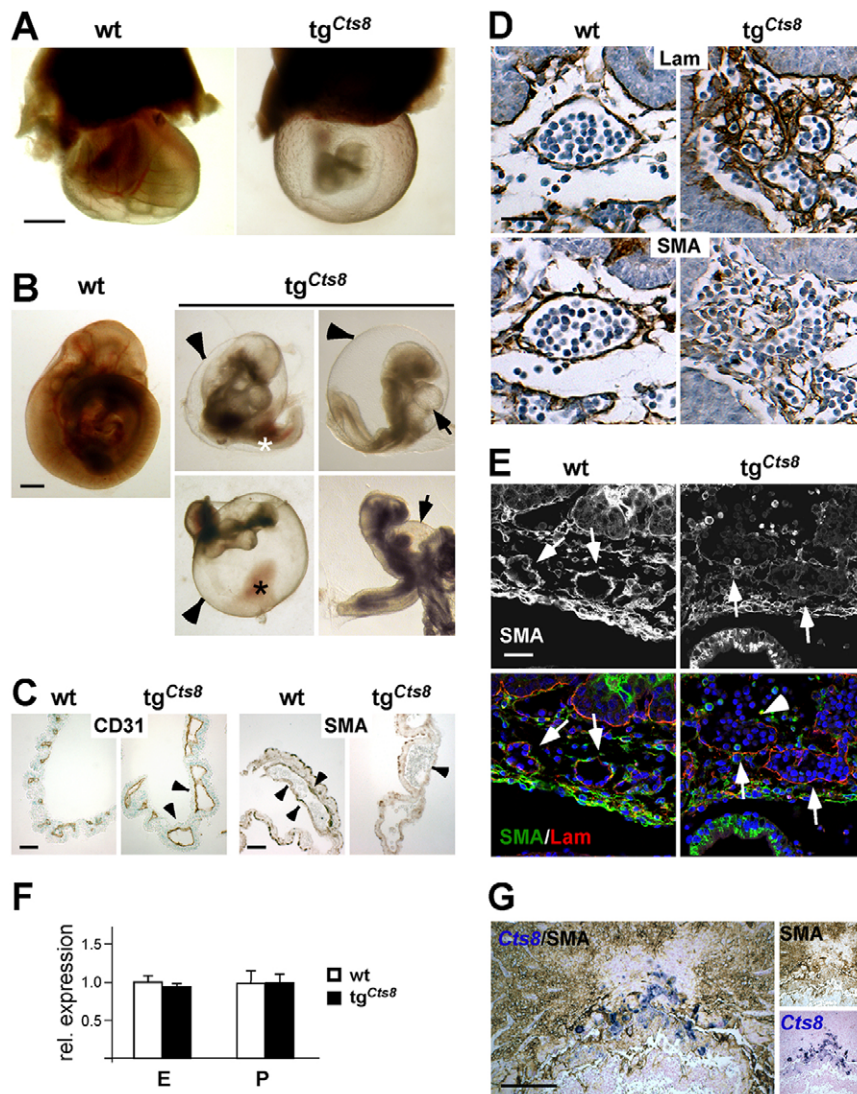 A
wt
tgCts8
B
wt
tgCts8
*
*
C
wt
tgCts8
wt
tgCts8
CD31
SMA
D
wt
tgCts8
Lam
SMA
E
wt
tgCts8
SMA
SMA/Lam
F
rel. expression
1.5
1.0
0.5
E
P
wt
tgCts8
G
Cts8/SMA
SMA
Cts8